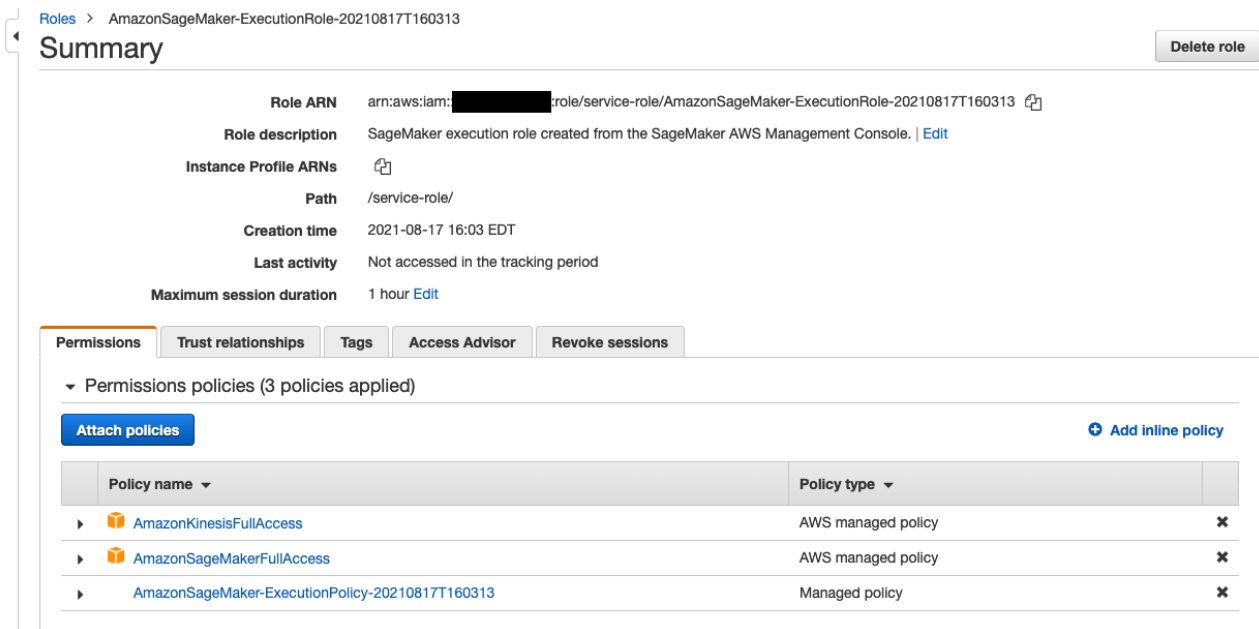 Roles > AmazonSageMaker-ExecutionRole-20210817T160313
Summary
Delete role
Role ARN arn:aws:iam:: :role/service-role/AmazonSageMaker-ExecutionRole-20210817T160313
Role description SageMaker execution role created from the SageMaker AWS Management Console. | Edit
Instance Profile ARNs
Path /service-role/
Creation time 2021-08-17 16:03 EDT
Last activity Not accessed in the tracking period
Maximum session duration 1 hour Edit
Permissions Trust relationships Tags Access Advisor Revoke sessions
Permissions policies (3 policies applied)
Attach policies Add inline policy
Policy name Policy type
AmazonKinesisFullAccess AWS managed policy
AmazonSageMakerFullAccess AWS managed policy
AmazonSageMaker-ExecutionPolicy-20210817T160313 Managed policy